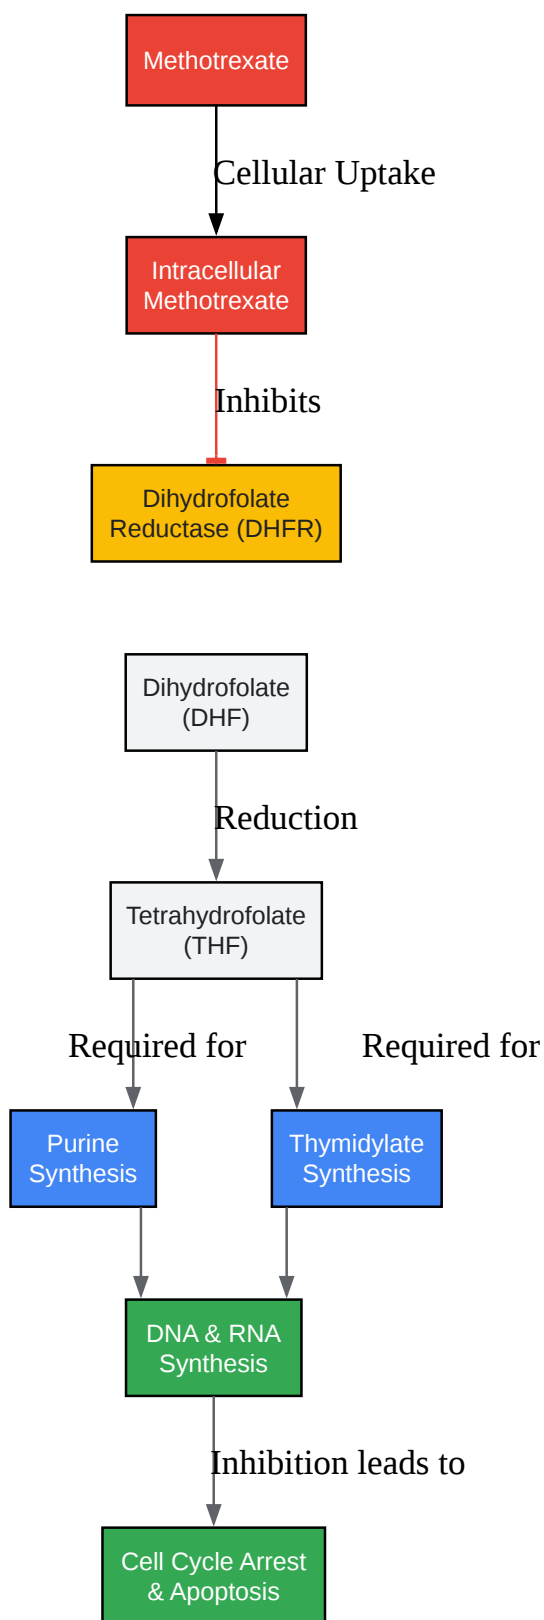 Methotrexate
Cellular Uptake
Intracellular
Methotrexate
Inhibits
Dihydrofolate
Reductase (DHFR)
Dihydrofolate
(DHF)
Reduction
Tetrahydrofolate
(THF)
Required for
Required for
Purine
Synthesis
Thymidylate
Synthesis
DNA & RNA
Synthesis
Inhibition leads to
Cell Cycle Arrest
& Apoptosis